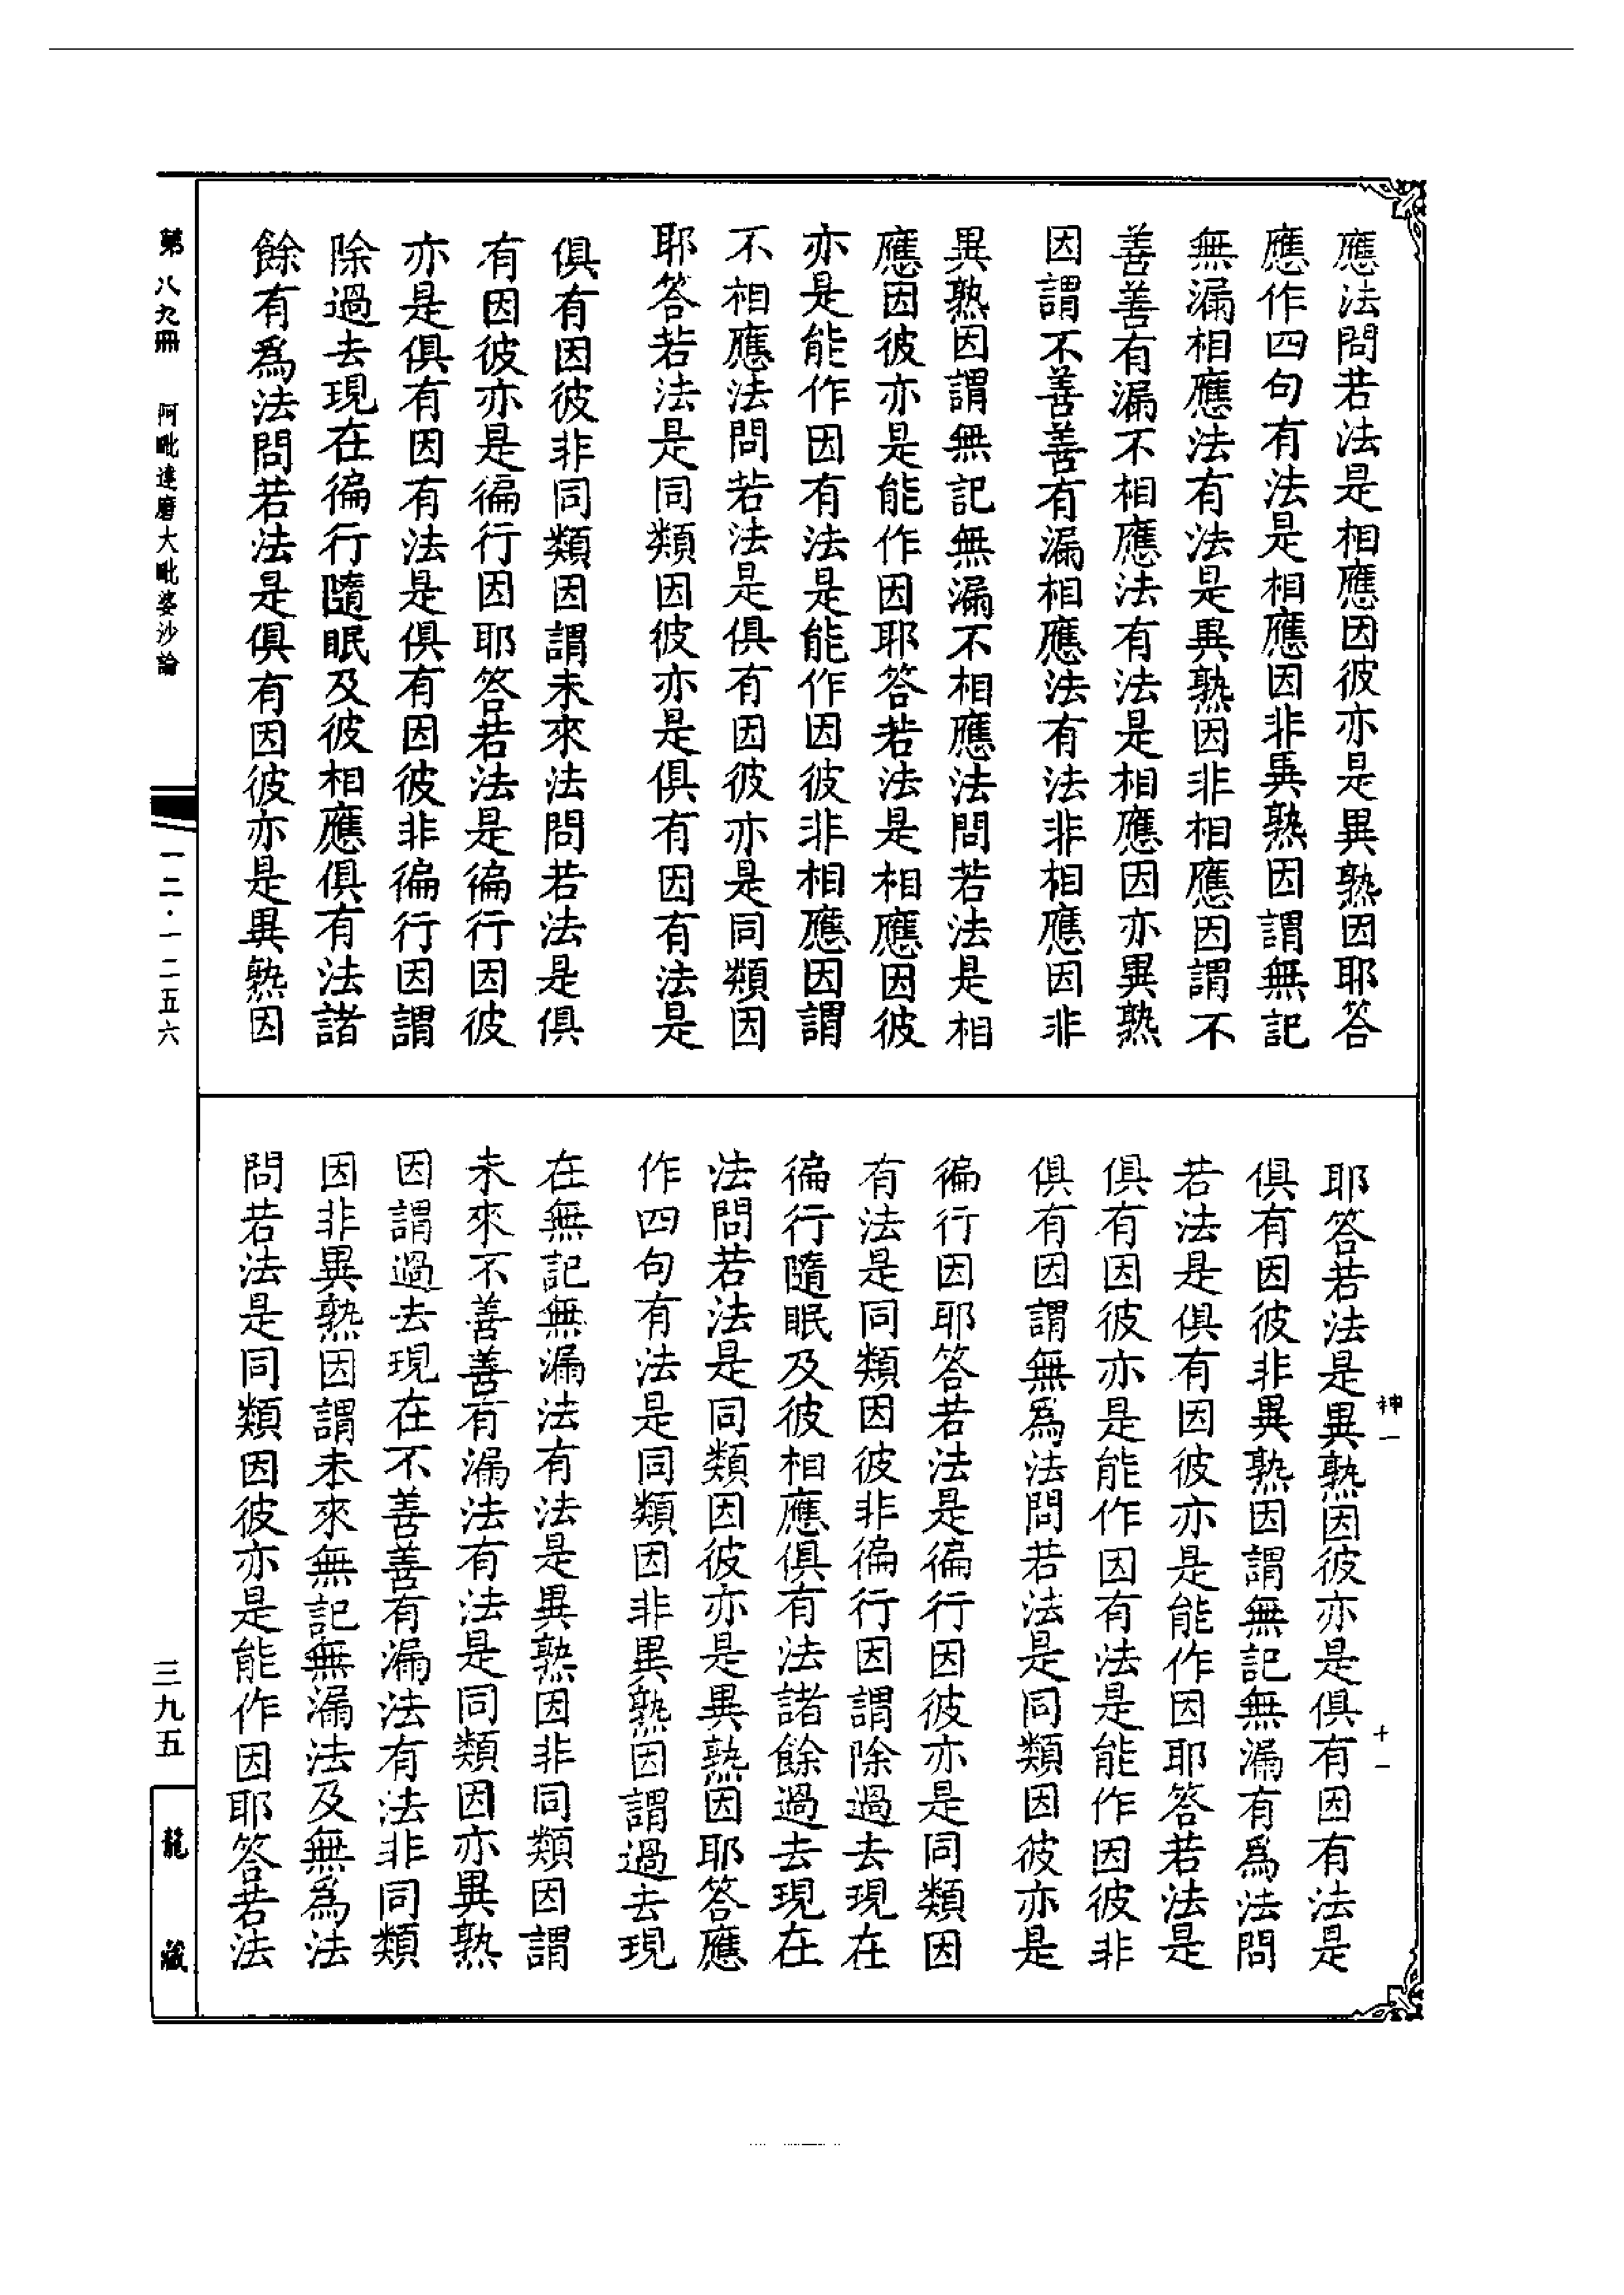 應法問若法是相應因彼亦是異熟因耶答
應作四句有法是相應因非異熟因謂無記
無漏相應法有法是異熟因非相應因謂不
善善有漏不相應法有法是相應因亦異熟
因謂不善善有漏相應法有法非相應因非
異熟因謂無記無漏不相應法問若法是相
應因彼亦是能作因耶答若法是相應因彼
亦是能作因有法是能作因彼非相應因謂
不相應法問若法是俱有因彼亦是同類因
耶答若法是同類因彼亦是俱有因有法是
俱有因彼非同類因謂未來法問若法是俱
有因彼亦是徧行因耶答若法是徧行因彼
亦是俱有因有法是俱有因彼非徧行因謂
除過去現在徧行隨眠及彼相應俱有法諸
餘有為法問若法是俱有因彼亦是異熟因
耶答若法是異熟因彼亦是俱有因有法是
俱有因彼非異熟因謂無記無漏有為法問
若法是俱有因彼亦是能作因耶答若法是
俱有因彼亦是能作因有法是能作因彼非
俱有因謂無為法問若法是同類因彼亦是
徧行因耶答若法是徧行因彼亦是同類因
有法是同類因彼非徧行因謂除過去現在
徧行隨眠及彼相應俱有法諸餘過去現在
法問若法是同類因彼亦是異熟因耶答應
作四句有法是同類因非異熟因謂過去現
在無記無漏法有法是異熟因非同類因謂
未來不善善有漏法有法是同類因亦異熟
因謂過去現在不善善有漏法有法非同類
因非異熟因謂未來無記無漏法及無為法
問若法是同類因彼亦是能作因耶答若法
神一
十一
第八九冊 阿毗達磨大毗婆沙論
一二·一二五六
三九五
龍藏